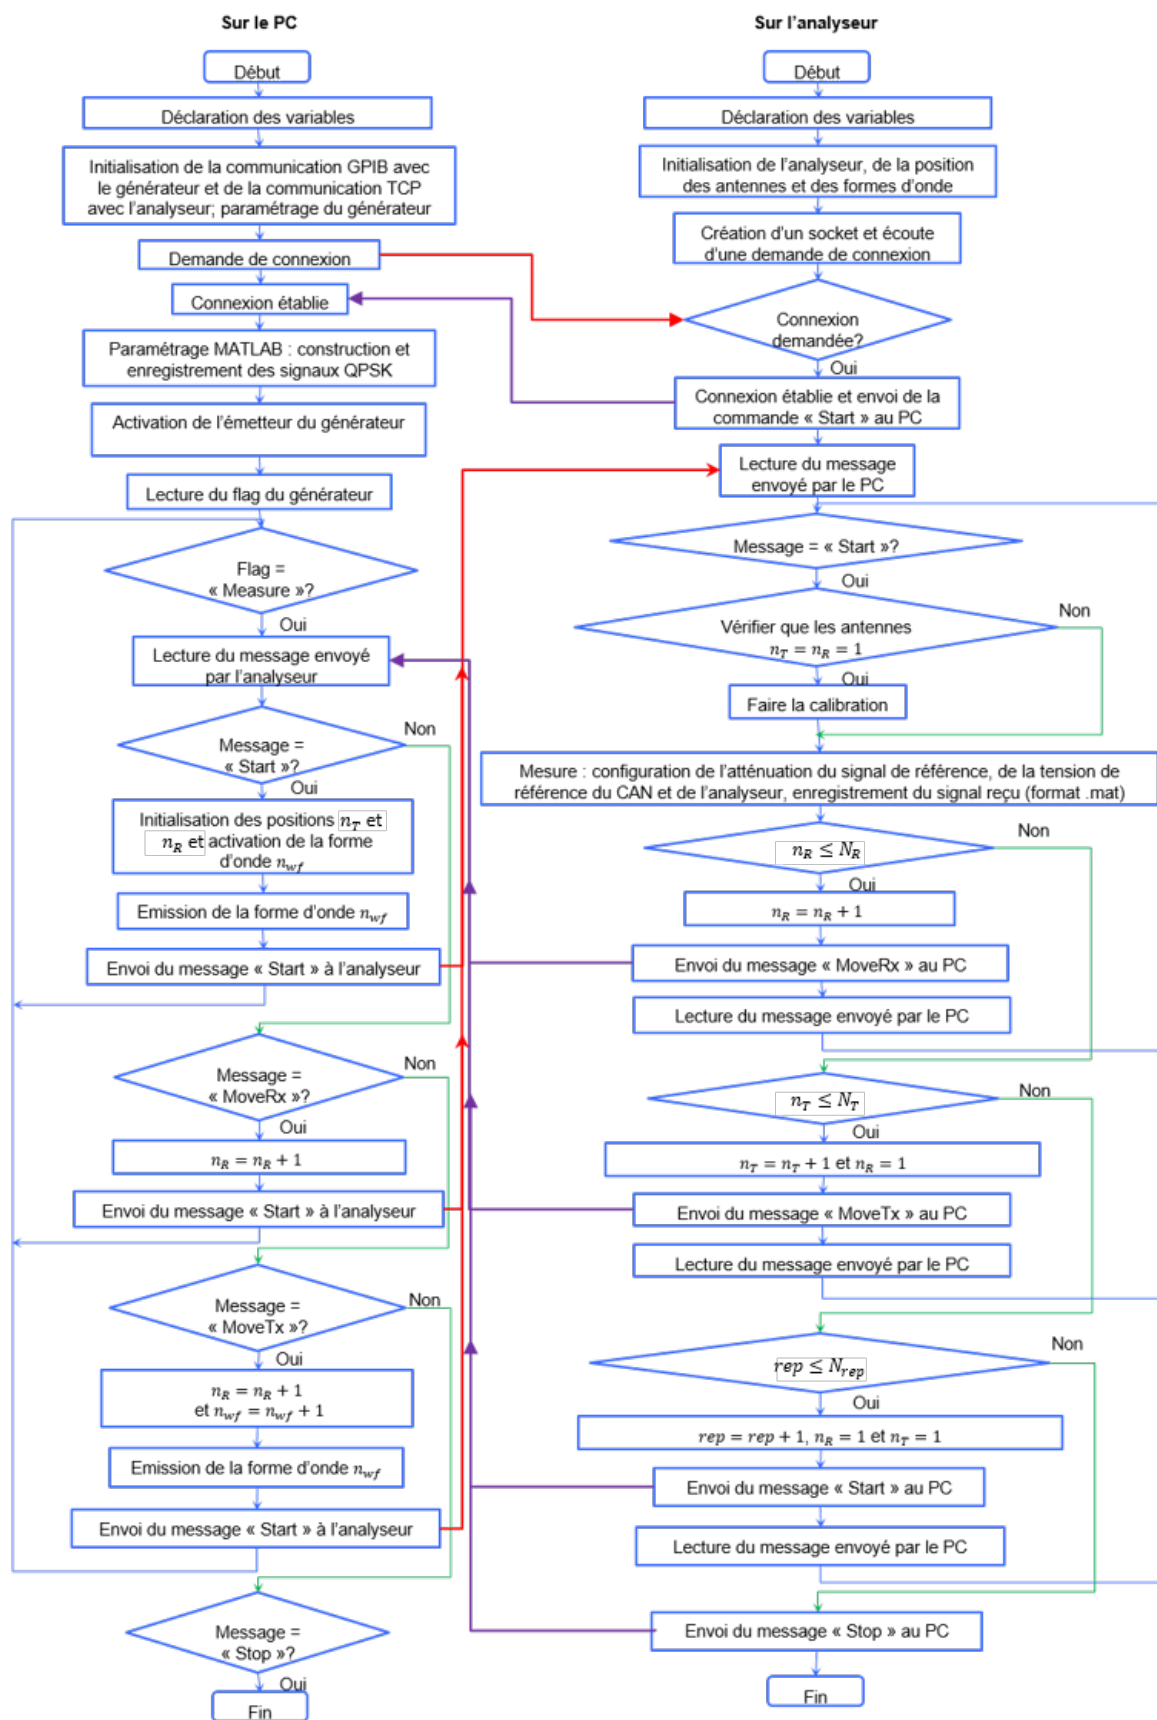 Sur le PC
Début
Déclaration des variables
Initialisation de la communication GPIB avec
le générateur et de la communication TCP
avec l'analyseur; paramétrage du générateur
Demande de connexion
Connexion établie
Paramétrage MATLAB : construction et
enregistrement des signaux QPSK
Activation de l'émetteur du générateur
Lecture du flag du générateur
Flag =
« Measure »?
Oui
Lecture du message envoyé
par l'analyseur
Non
Message =
« Start »?
Oui
Initialisation des positions n_T et
n_R et activation de la forme
d'onde n_wf
Emission de la forme d'onde n_wf
Envoi du message « Start » à l'analyseur
Non
Message =
« MoveRx »?
Oui
n_R = n_R + 1
Envoi du message « Start » à l'analyseur
Non
Message =
« MoveTx »?
Oui
n_R = n_R + 1
et n_wf = n_wf + 1
Emission de la forme d'onde n_wf
Envoi du message « Start » à l'analyseur
Message =
« Stop »?
Oui
Fin
Sur l'analyseur
Début
Déclaration des variables
Initialisation de l'analyseur, de la position
des antennes et des formes d'onde
Création d'un socket et écoute
d'une demande de connexion
Connexion
demandée?
Oui
Connexion établie et envoi de la
commande « Start » au PC
Lecture du message
envoyé par le PC
Message = « Start »?
Oui
Non
Vérifier que les antennes
n_T = n_R = 1
Oui
Faire la calibration
Mesure : configuration de l'atténuation du signal de référence, de la tension de
référence du CAN et de l'analyseur, enregistrement du signal reçu (format .mat)
Non
n_R ≤ N_R
Oui
n_R = n_R + 1
Envoi du message « MoveRx » au PC
Lecture du message envoyé par le PC
Non
n_T ≤ N_T
Oui
n_T = n_T + 1 et n_R = 1
Envoi du message « MoveTx » au PC
Lecture du message envoyé par le PC
Non
rep ≤ N_rep
Oui
rep = rep + 1, n_R = 1 et n_T = 1
Envoi du message « Start » au PC
Lecture du message envoyé par le PC
Envoi du message « Stop » au PC
Fin